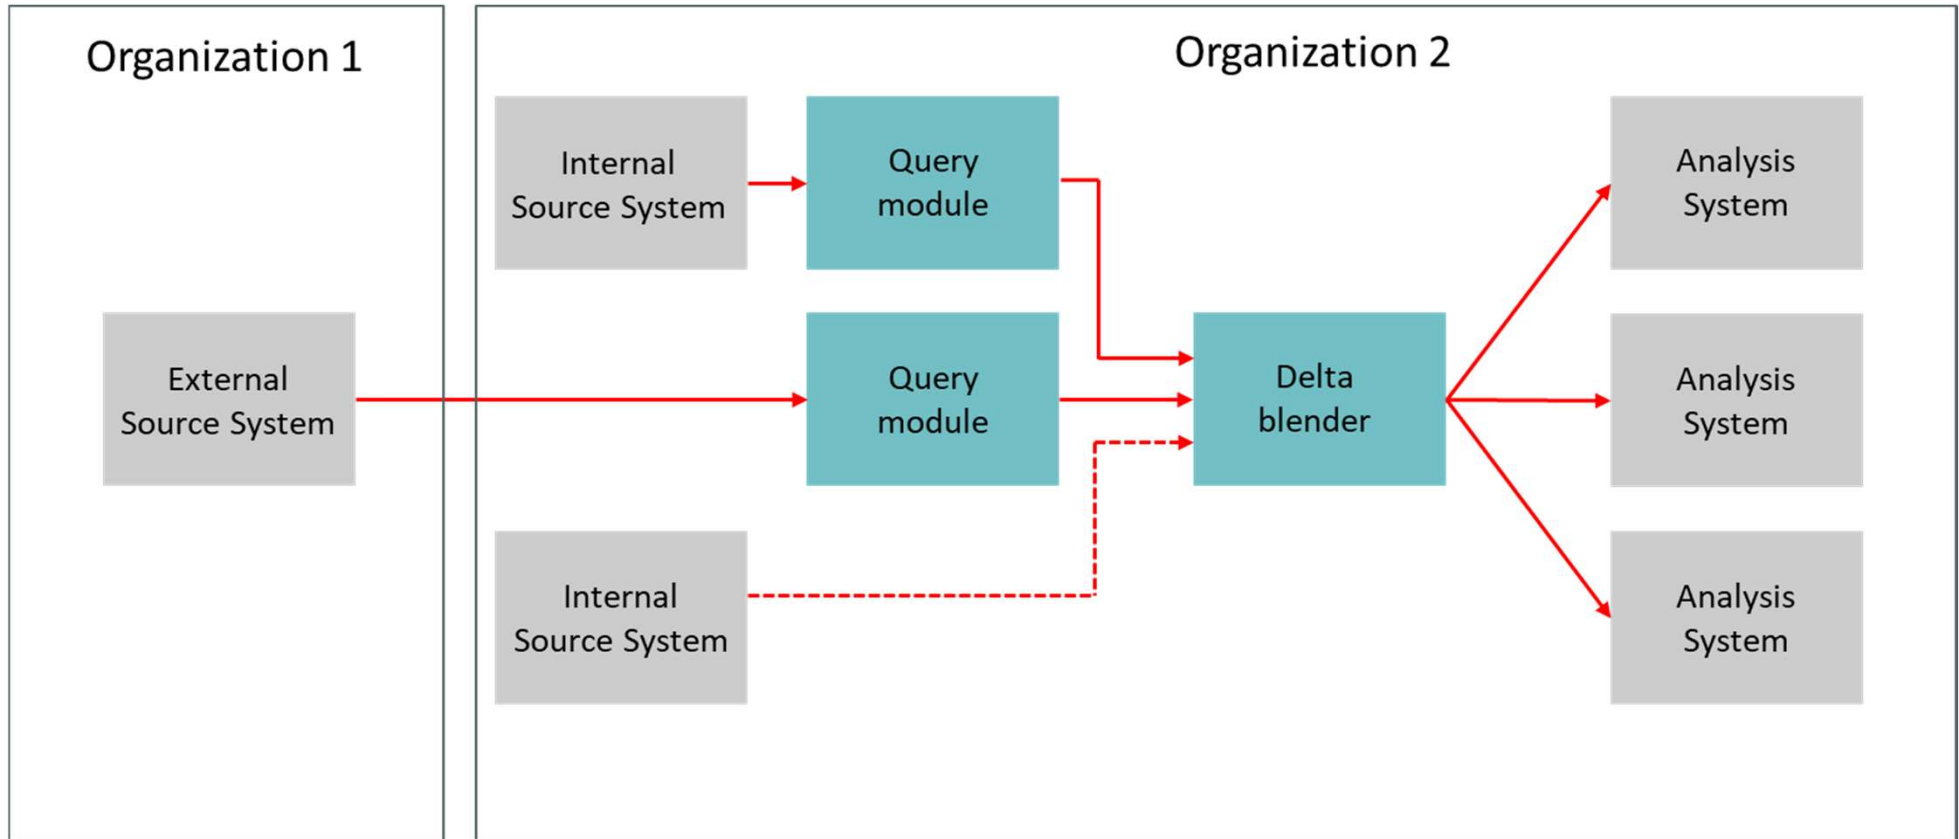 Organization 1
Organization 2
Internal
Source System
Query
module
Analysis
System
External
Source System
Query
module
Delta
blender
Analysis
System
Internal
Source System
Analysis
System